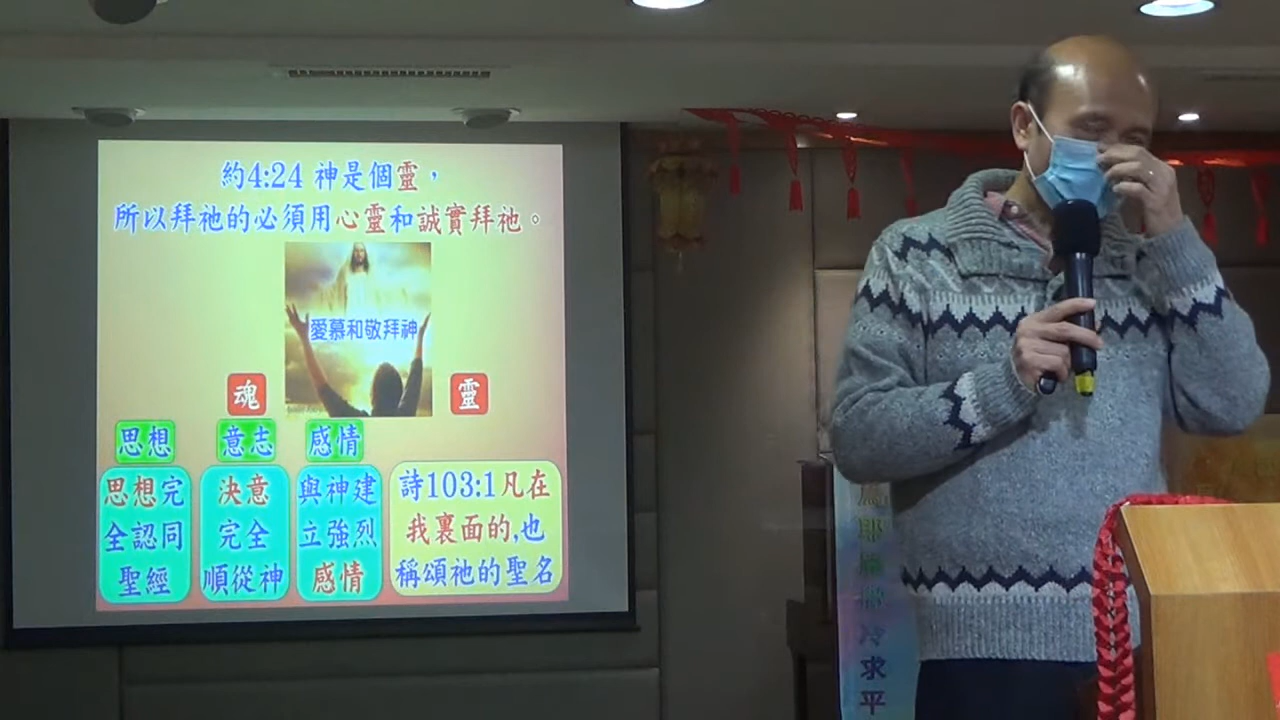 約4:24 神是個靈，
所以拜祂的必須用心靈和誠實拜祂。
愛慕和敬拜神
魂
靈
思想
意志
感情
思想完
全認同
聖經
決意
完全
順從神
與神建
立強烈
感情
詩103:1凡在
我裏面的,也
稱頌祂的聖名
求
平